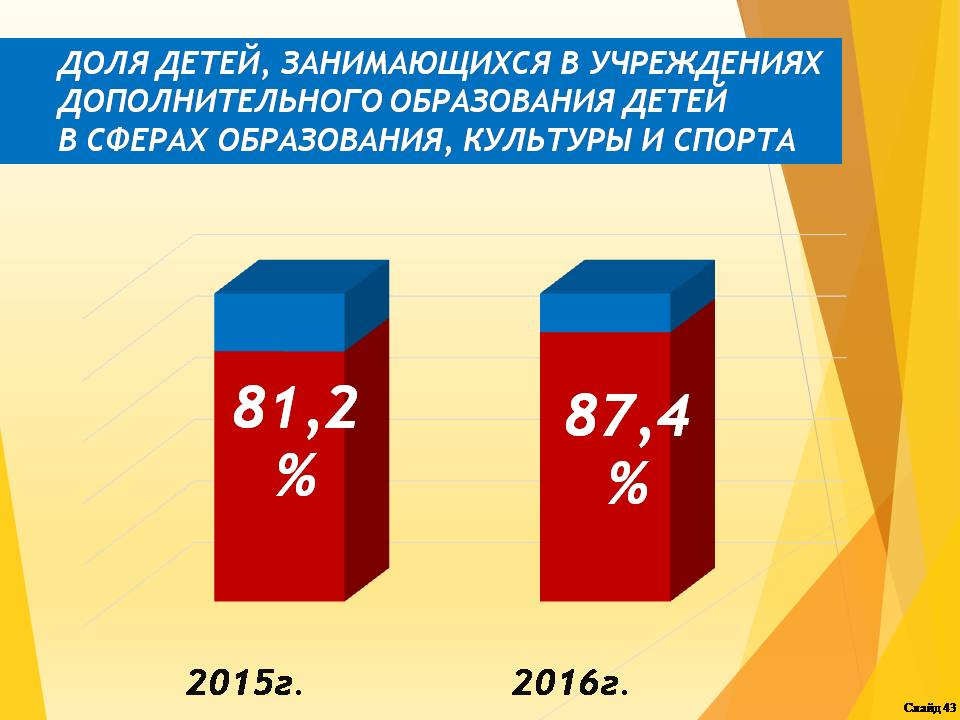 ДОЛЯ ДЕТЕЙ, ЗАНИМАЮЩИХСЯ В УЧРЕЖДЕНИЯХ
ДОПОЛНИТЕЛЬНОГО ОБРАЗОВАНИЯ ДЕТЕЙ
В СФЕРАХ ОБРАЗОВАНИЯ, КУЛЬТУРЫ И СПОРТА
81,2
%
87,4
%
2015г.
2016г.
Слайд 43